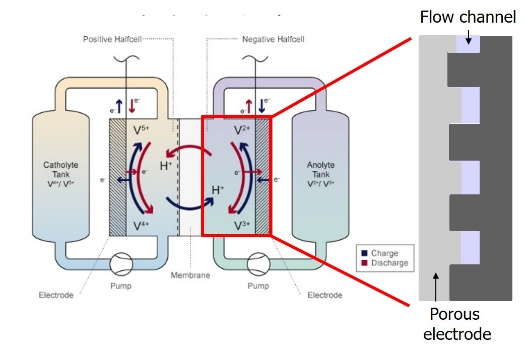 Flow channel
Positive Halfcell
Negative Halfcell
e⁻
e⁻
e⁻
e⁻
V⁵⁺
V²⁺
Catholyte
Tank
V⁴⁺/ V⁵⁺
H⁺
e⁻
e⁻
H⁺
e⁻
e⁻
Anolyte
Tank
V²⁺/ V³⁺
V⁴⁺
V³⁺
Charge
Discharge
Pump
Membrane
Pump
Electrode
Electrode
Porous
electrode